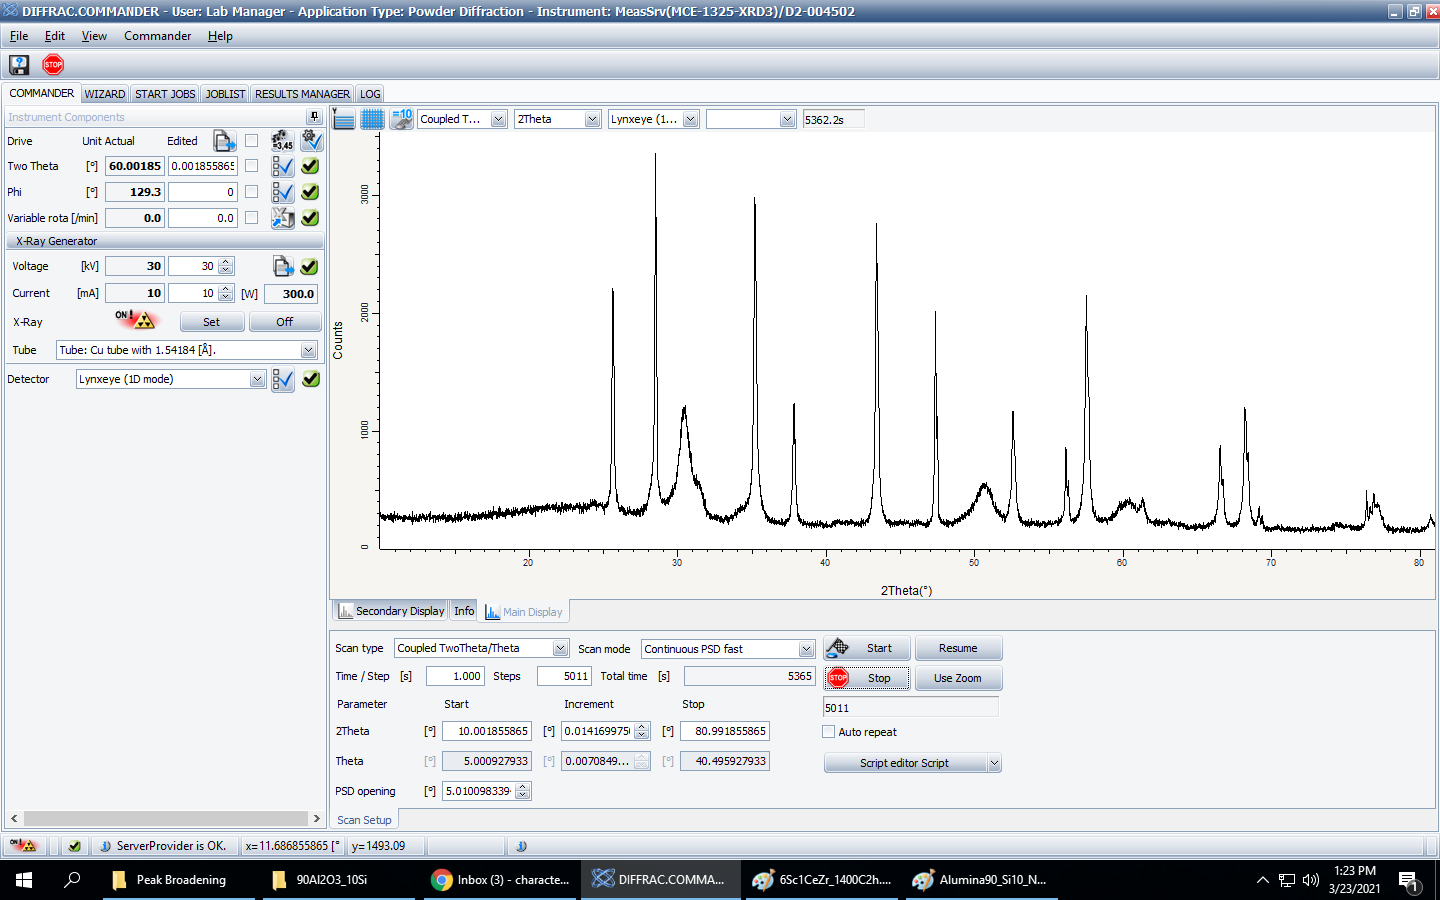 DIFFRAC.COMMANDER - User: Lab Manager - Application Type: Powder Diffraction - Instrument: MeasSrv(MCE-1325-XRD3)/D2-004502
File Edit View Commander Help
STOP
COMMANDER WIZARD START JOBS JOBLIST RESULTS MANAGER LOG
Instrument Components
Coupled T... 2Theta Lynxeye (1... 5362.2s
=10
Drive Unit Actual Edited =3,45
Two Theta [°] 60.00185 0.001855865
Phi [°] 129.3 0
Variable rota [/min] 0.0 0.0
X-Ray Generator
Voltage [kV] 30 30
Current [mA] 10 10 [W] 300.0
X-Ray ON ! Set Off
Tube Tube: Cu tube with 1.54184 [Å].
Detector Lynxeye (1D mode)
Counts
3000
2000
1000
0
20 30 40 50 60 70 80
2Theta(°)
Secondary Display Info Main Display
Scan type Coupled TwoTheta/Theta Scan mode Continuous PSD fast Start Resume
Time / Step [s] 1.000 Steps 5011 Total time [s] 5365 STOP Stop Use Zoom
Parameter Start Increment Stop 5011
2Theta [°] 10.001855865 [°] 0.0141699750 [°] 80.991855865 Auto repeat
Theta [°] 5.000927933 [°] 0.0070849... [°] 40.495927933 Script editor Script
PSD opening [°] 5.010098339
Scan Setup
ON ! ServerProvider is OK. x=11.686855865 [° y=1493.09
Peak Broadening 90Al2O3_10Si Inbox (3) - characte... DIFFRAC.COMMA... 6Sc1CeZr_1400C2h.... Alumina90_Si10_N... 1:23 PM
3/23/2021
1